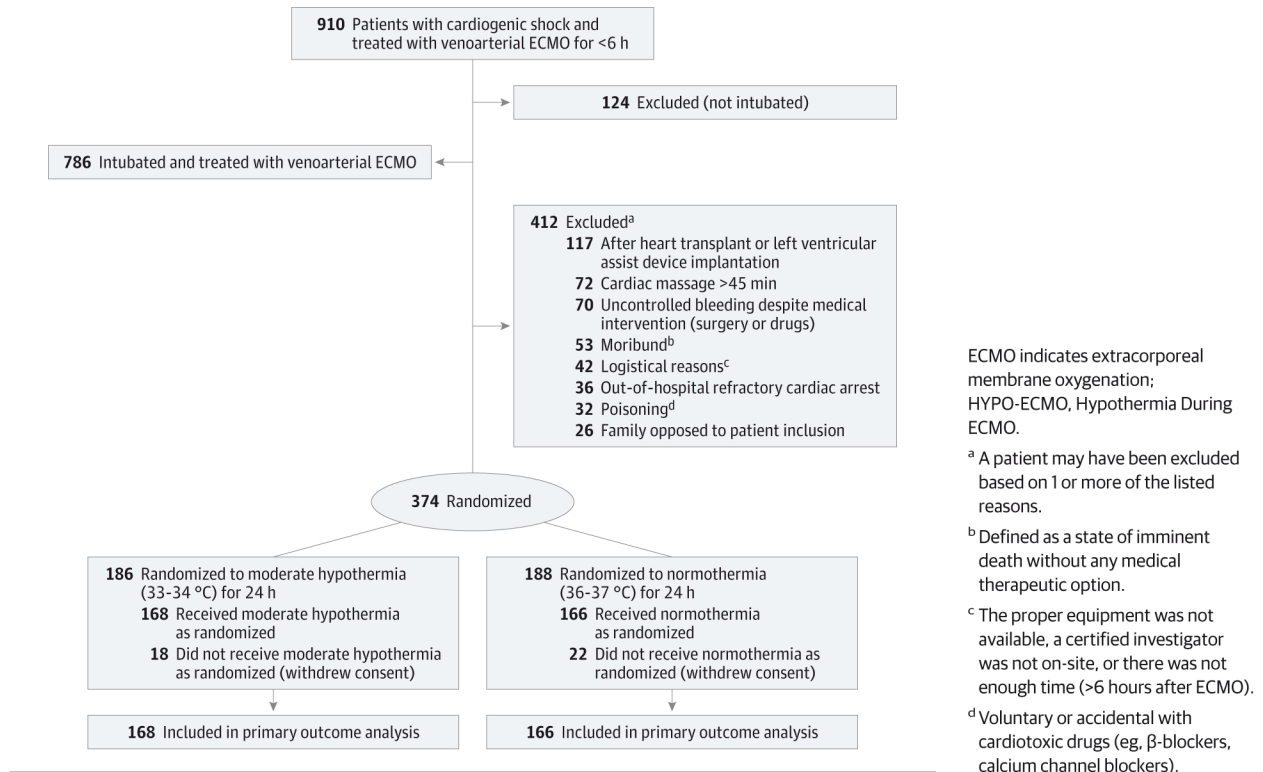 910 Patients with cardiogenic shock and
treated with venoarterial ECMO for <6 h
124 Excluded (not intubated)
786 Intubated and treated with venoarterial ECMO
412 Excludedᵃ
117 After heart transplant or left ventricular
assist device implantation
72 Cardiac massage >45 min
70 Uncontrolled bleeding despite medical
intervention (surgery or drugs)
53 Moribundᵇ
42 Logistical reasonsᶜ
36 Out-of-hospital refractory cardiac arrest
32 Poisoningᵈ
26 Family opposed to patient inclusion
374 Randomized
186 Randomized to moderate hypothermia
(33-34 °C) for 24 h
168 Received moderate hypothermia
as randomized
18 Did not receive moderate hypothermia
as randomized (withdrew consent)
188 Randomized to normothermia
(36-37 °C) for 24 h
166 Received normothermia
as randomized
22 Did not receive normothermia as
randomized (withdrew consent)
168 Included in primary outcome analysis
166 Included in primary outcome analysis
ECMO indicates extracorporeal
membrane oxygenation;
HYPO-ECMO, Hypothermia During
ECMO.
ᵃ A patient may have been excluded
based on 1 or more of the listed
reasons.
ᵇ Defined as a state of imminent
death without any medical
therapeutic option.
ᶜ The proper equipment was not
available, a certified investigator
was not on-site, or there was not
enough time (>6 hours after ECMO).
ᵈ Voluntary or accidental with
cardiotoxic drugs (eg, β-blockers,
calcium channel blockers).